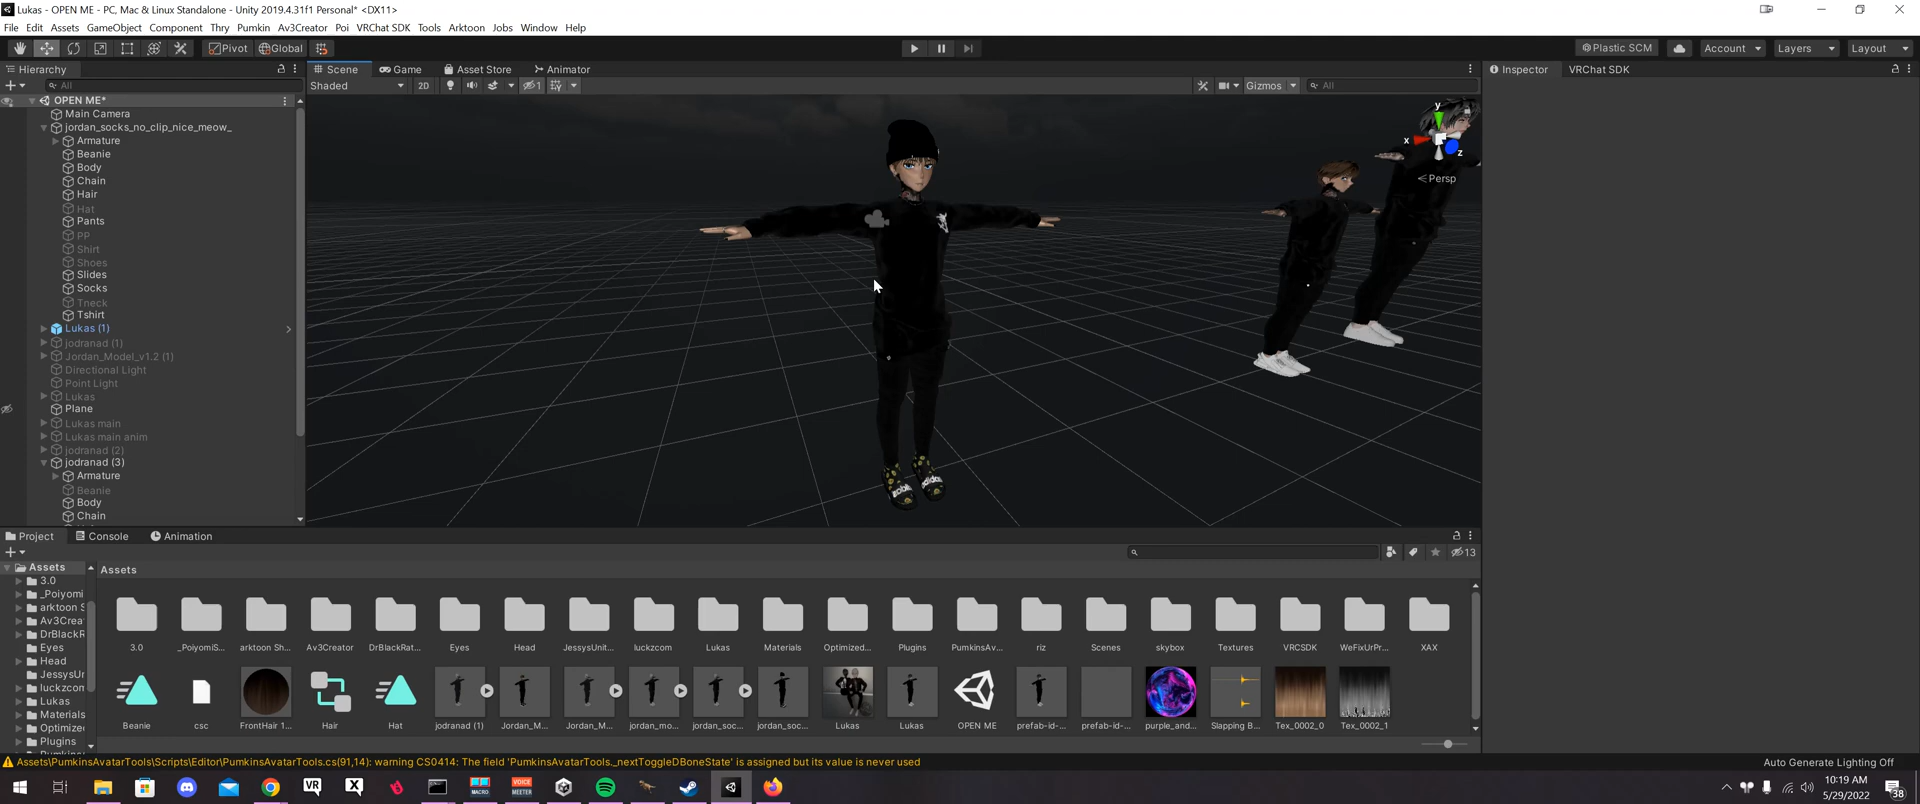 Lukas - OPEN ME - PC, Mac & Linux Standalone - Unity 2019.4.31f1 Personal* <DX11>
File Edit Assets GameObject Component Thry Pumkin Av3Creator Poi VRChat SDK Tools Arktoon Jobs Window Help
Pivot Global Plastic SCM Account Layers Layout
Hierarchy Scene Game Asset Store Animator Inspector VRChat SDK
All Shaded 2D 1 Gizmos All
OPEN ME*
Main Camera
jordan_socks_no_clip_nice_meow_
Armature
Beanie
Body
Chain
Hair
Hat
Pants
PP
Shirt
Shoes
Slides
Socks
Tneck
Tshirt
Lukas (1)
jodranad (1)
Jordan_Model_v1.2 (1)
Directional Light
Point Light
Lukas
Plane
Lukas main
Lukas main anim
jodranad (2)
jodranad (3)
Armature
Beanie
Body
Chain
y
x
z
Persp
adidas
Project Console Animation
13
Assets
3.0
_Poiyomi
arktoon S
Av3Crea
DrBlackR
Eyes
Head
JessysUr
luckzcom
Lukas
Materials
Optimize
Plugins
Assets
3.0 _PoiyomiS... arktoon Sh... Av3Creator DrBlackRat... Eyes Head JessysUnit... luckzcom Lukas Materials Optimized... Plugins PumkinsAv... riz Scenes skybox Textures VRCSDK WeFixUrPr... XAX
Beanie csc FrontHair 1... Hair Hat jodranad (1) Jordan_M... Jordan_M... jordan_mo... jordan_soc... jordan_soc... Lukas Lukas OPEN ME prefab-id-... prefab-id-... purple_and... Slapping B... Tex_0002_0 Tex_0002_1
Assets\PumkinsAvatarTools\Scripts\Editor\PumkinsAvatarTools.cs(91,14): warning CS0414: The field 'PumkinsAvatarTools._nextToggleDBoneState' is assigned but its value is never used
Auto Generate Lighting Off
VR X MACRO VOICE MEETER
10:19 AM
5/29/2022
38